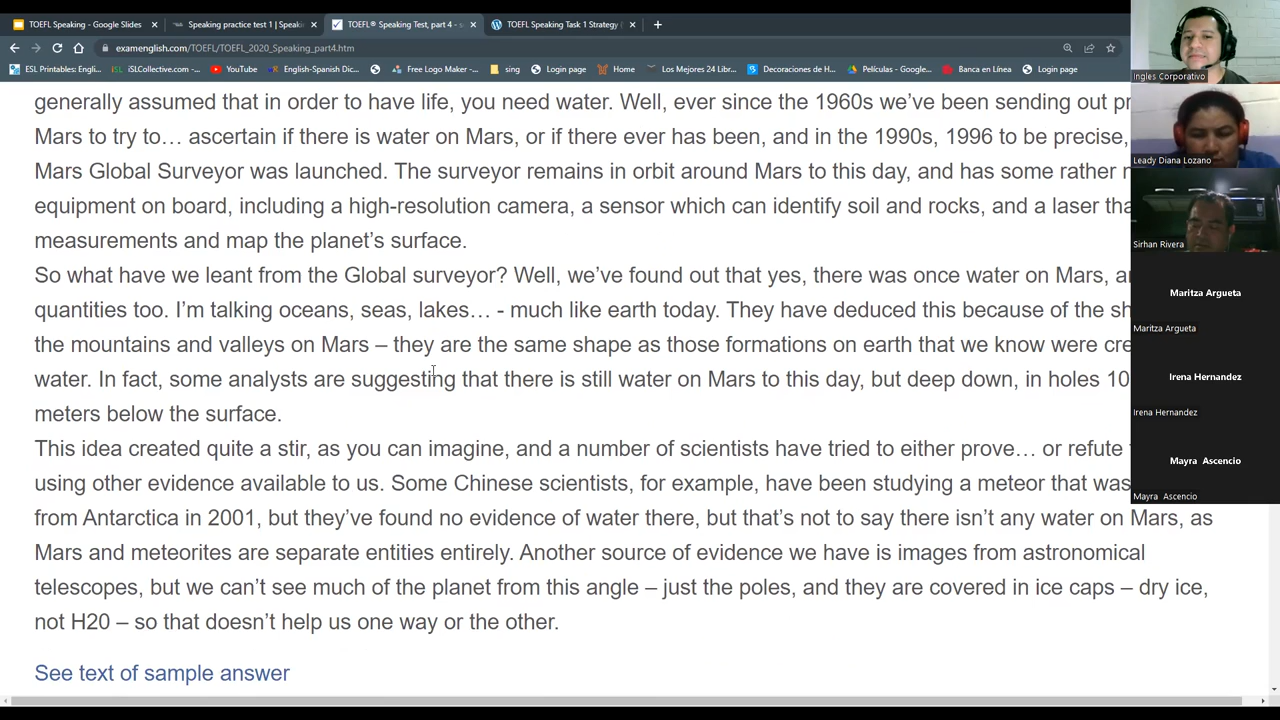 TOEFL Speaking - Google Slides
Speaking practice test 1 | Speaki
TOEFL® Speaking Test, part 4 - s
TOEFL Speaking Task 1 Strategy (
examenglish.com/TOEFL/TOEFL_2020_Speaking_part4.htm
ESL Printables: Engli...
iSLCollective.com -...
YouTube
English-Spanish Dic...
Free Logo Maker -...
sing
Login page
Home
Los Mejores 24 Libr...
Decoraciones de H...
Películas - Google...
Banca en Línea
Login page
generally assumed that in order to have life, you need water. Well, ever since the 1960s we've been sending out pr
Mars to try to… ascertain if there is water on Mars, or if there ever has been, and in the 1990s, 1996 to be precise,
Mars Global Surveyor was launched. The surveyor remains in orbit around Mars to this day, and has some rather
equipment on board, including a high-resolution camera, a sensor which can identify soil and rocks, and a laser tha
measurements and map the planet's surface.
So what have we leant from the Global surveyor? Well, we've found out that yes, there was once water on Mars, a
quantities too. I'm talking oceans, seas, lakes… - much like earth today. They have deduced this because of the sh
the mountains and valleys on Mars – they are the same shape as those formations on earth that we know were cre
water. In fact, some analysts are suggesting that there is still water on Mars to this day, but deep down, in holes 10
meters below the surface.
This idea created quite a stir, as you can imagine, and a number of scientists have tried to either prove… or refute
using other evidence available to us. Some Chinese scientists, for example, have been studying a meteor that was
from Antarctica in 2001, but they've found no evidence of water there, but that's not to say there isn't any water on Mars, as
Mars and meteorites are separate entities entirely. Another source of evidence we have is images from astronomical
telescopes, but we can't see much of the planet from this angle – just the poles, and they are covered in ice caps – dry ice,
not H20 – so that doesn't help us one way or the other.
See text of sample answer
Ingles Corporativo
Leady Diana Lozano
Sirhan Rivera
Maritza Argueta
Maritza Argueta
Irena Hernandez
Irena Hernandez
Mayra Ascencio
Mayra Ascencio